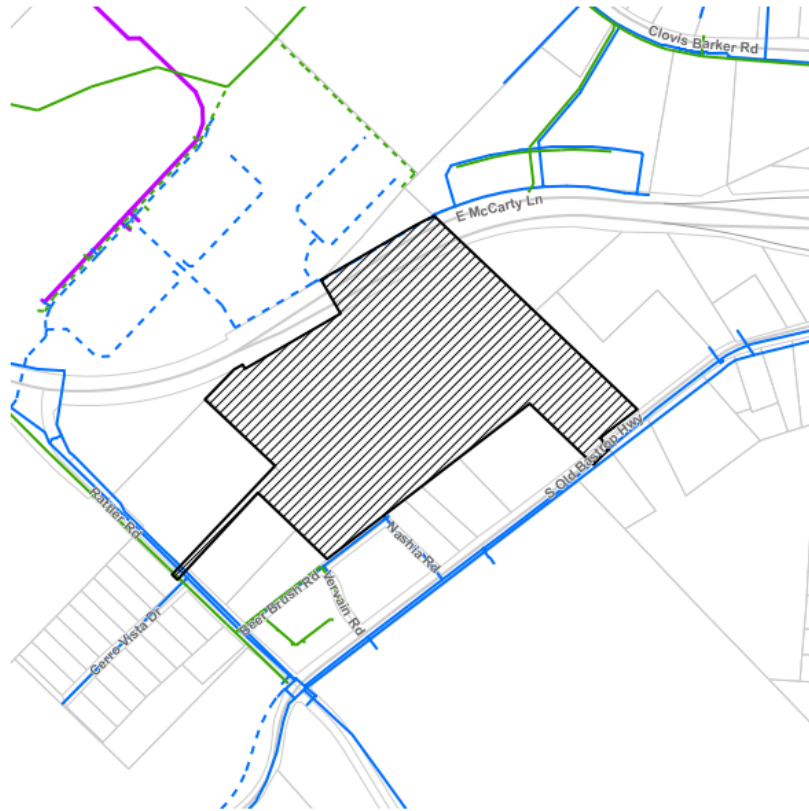 Clovis Barker Rd
E McCarty Ln
S Old Bastrop Hwy
Rattler Rd
Nashia Rd
Beer Brush Rd
Vervain Rd
Cerro Vista Dr